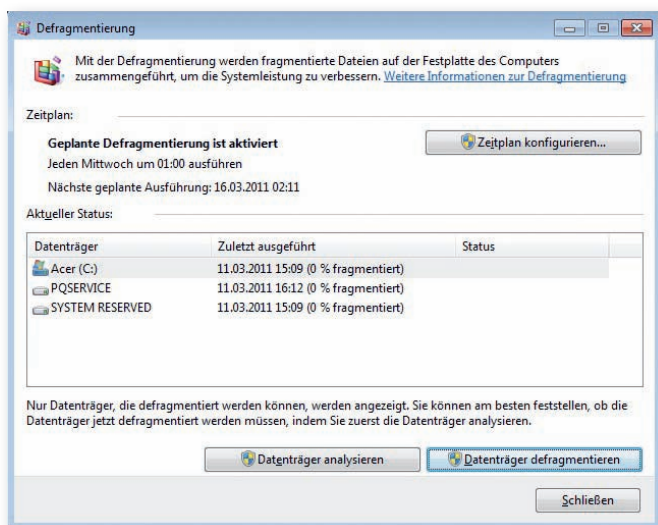 Defragmentierung
Mit der Defragmentierung werden fragmentierte Dateien auf der Festplatte des Computers
zusammengeführt, um die Systemleistung zu verbessern. Weitere Informationen zur Defragmentierung
Zeitplan:
Geplante Defragmentierung ist aktiviert
Zeitplan konfigurieren...
Jeden Mittwoch um 01:00 ausführen
Nächste geplante Ausführung: 16.03.2011 02:11
Aktueller Status:
Datenträger Zuletzt ausgeführt Status
Acer (C:) 11.03.2011 15:09 (0 % fragmentiert)
PQSERVICE 11.03.2011 16:12 (0 % fragmentiert)
SYSTEM RESERVED 11.03.2011 15:09 (0 % fragmentiert)
Nur Datenträger, die defragmentiert werden können, werden angezeigt. Sie können am besten feststellen, ob die
Datenträger jetzt defragmentiert werden müssen, indem Sie zuerst die Datenträger analysieren.
Datenträger analysieren Datenträger defragmentieren
Schließen